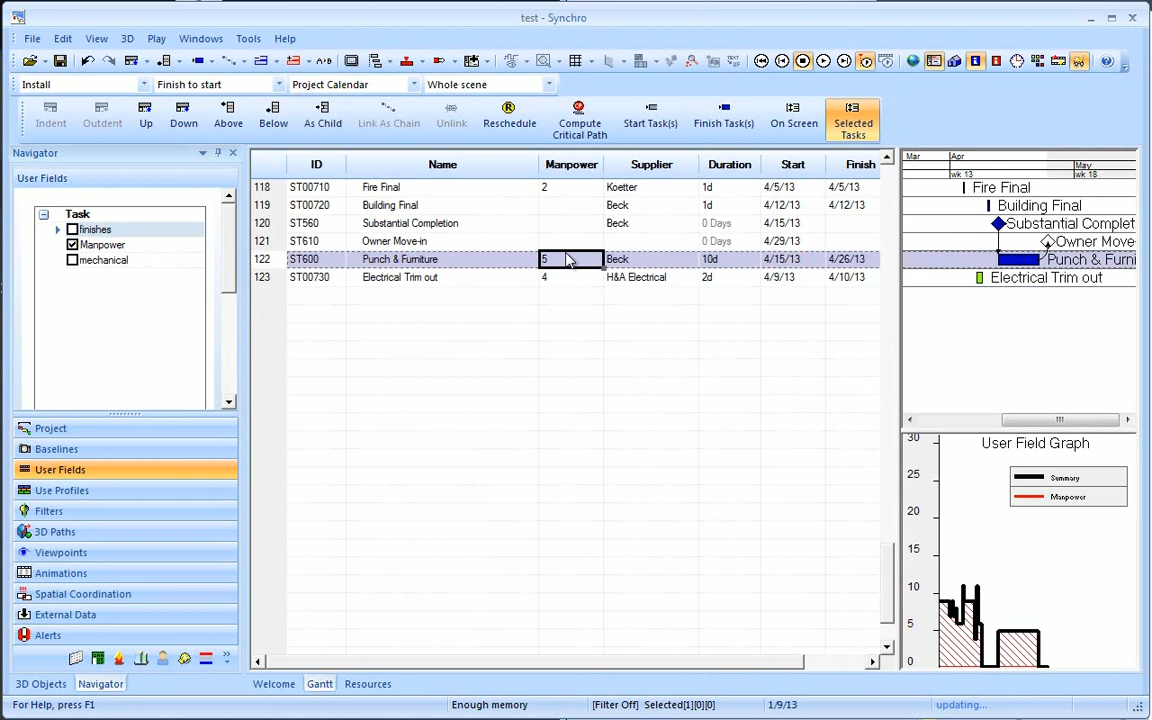 test - Synchro
File Edit View 3D Play Windows Tools Help
A▸B
Install Finish to start Project Calendar Whole scene
Indent Outdent Up Down Above Below As Child Link As Chain Unlink Reschedule Compute Critical Path Start Task(s) Finish Task(s) On Screen Selected Tasks
Navigator
User Fields
Task
finishes
Manpower
mechanical
Project
Baselines
User Fields
Use Profiles
Filters
3D Paths
Viewpoints
Animations
Spatial Coordination
External Data
Alerts
3D Objects Navigator
ID Name Manpower Supplier Duration Start Finish
118 ST00710 Fire Final 2 Koetter 1d 4/5/13 4/5/13
119 ST00720 Building Final Beck 1d 4/12/13 4/12/13
120 ST560 Substantial Completion Beck 0 Days 4/15/13
121 ST610 Owner Move-in 0 Days 4/29/13
122 ST600 Punch & Furniture 5 Beck 10d 4/15/13 4/26/13
123 ST00730 Electrical Trim out 4 H&A Electrical 2d 4/9/13 4/10/13
Welcome Gantt Resources
Mar Apr May
wk 13 wk 18
Fire Final
Building Final
Substantial Complet
Owner Move-
Punch & Furni
Electrical Trim out
User Field Graph
Summary
Manpower
30
25
20
15
10
5
0
For Help, press F1 Enough memory [Filter Off] Selected[1][0][0] 1/9/13 updating...